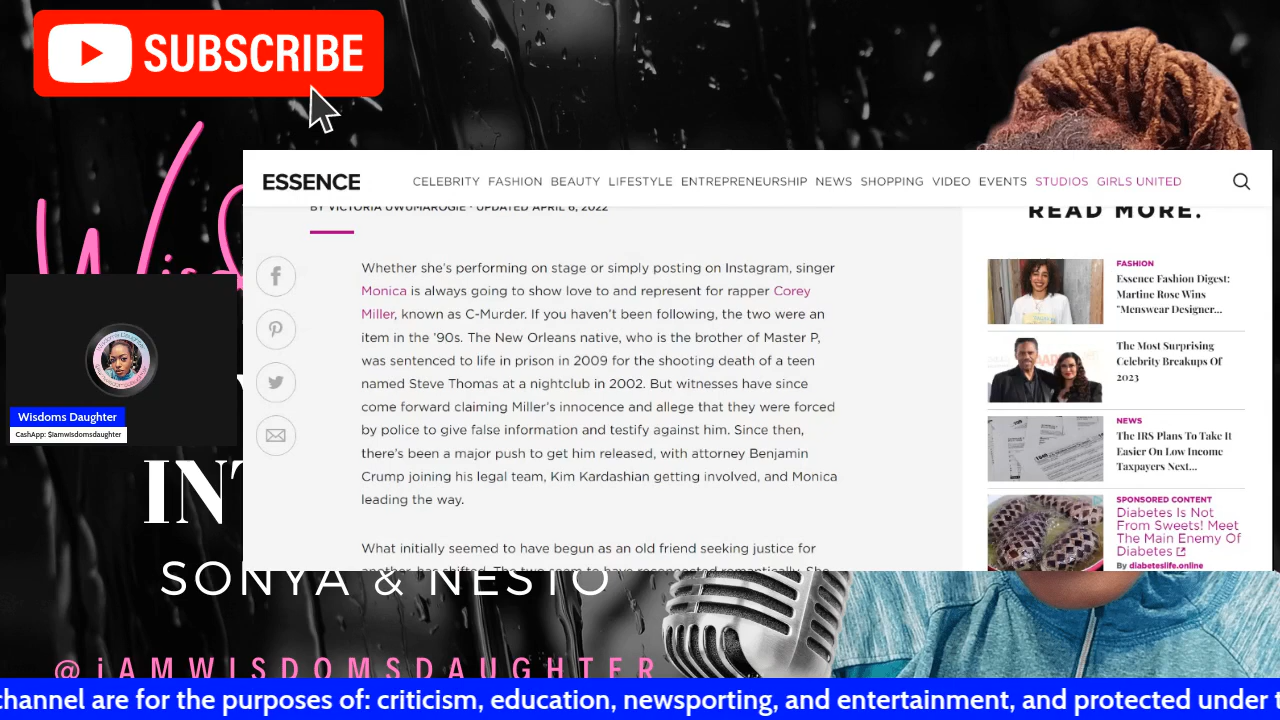 SUBSCRIBE
ESSENCE
CELEBRITY FASHION BEAUTY LIFESTYLE ENTREPRENEURSHIP NEWS SHOPPING VIDEO EVENTS STUDIOS GIRLS UNITED
BY VICTORIA UWUMAROGIE · UPDATED APRIL 6, 2022
Whether she's performing on stage or simply posting on Instagram, singer
Monica is always going to show love to and represent for rapper Corey
Miller, known as C-Murder. If you haven't been following, the two were an
item in the '90s. The New Orleans native, who is the brother of Master P,
was sentenced to life in prison in 2009 for the shooting death of a teen
named Steve Thomas at a nightclub in 2002. But witnesses have since
come forward claiming Miller's innocence and allege that they were forced
by police to give false information and testify against him. Since then,
there's been a major push to get him released, with attorney Benjamin
Crump joining his legal team, Kim Kardashian getting involved, and Monica
leading the way.
What initially seemed to have begun as an old friend seeking justice for
another, has shifted. The two seem to have reconnected romantically. She
READ MORE.
FASHION
Essence Fashion Digest:
Martine Rose Wins
"Menswear Designer...
The Most Surprising
Celebrity Breakups Of
2023
NEWS
The IRS Plans To Take It
Easier On Low Income
Taxpayers Next...
SPONSORED CONTENT
Diabetes Is Not
From Sweets! Meet
The Main Enemy Of
Diabetes
By diabeteslife.online
Wisdoms Daughter
CashApp: $iamwisdomsdaughter
SONYA & NESTO
@iAMWISDOMSDAUGHTER
channel are for the purposes of: criticism, education, newsporting, and entertainment, and protected under